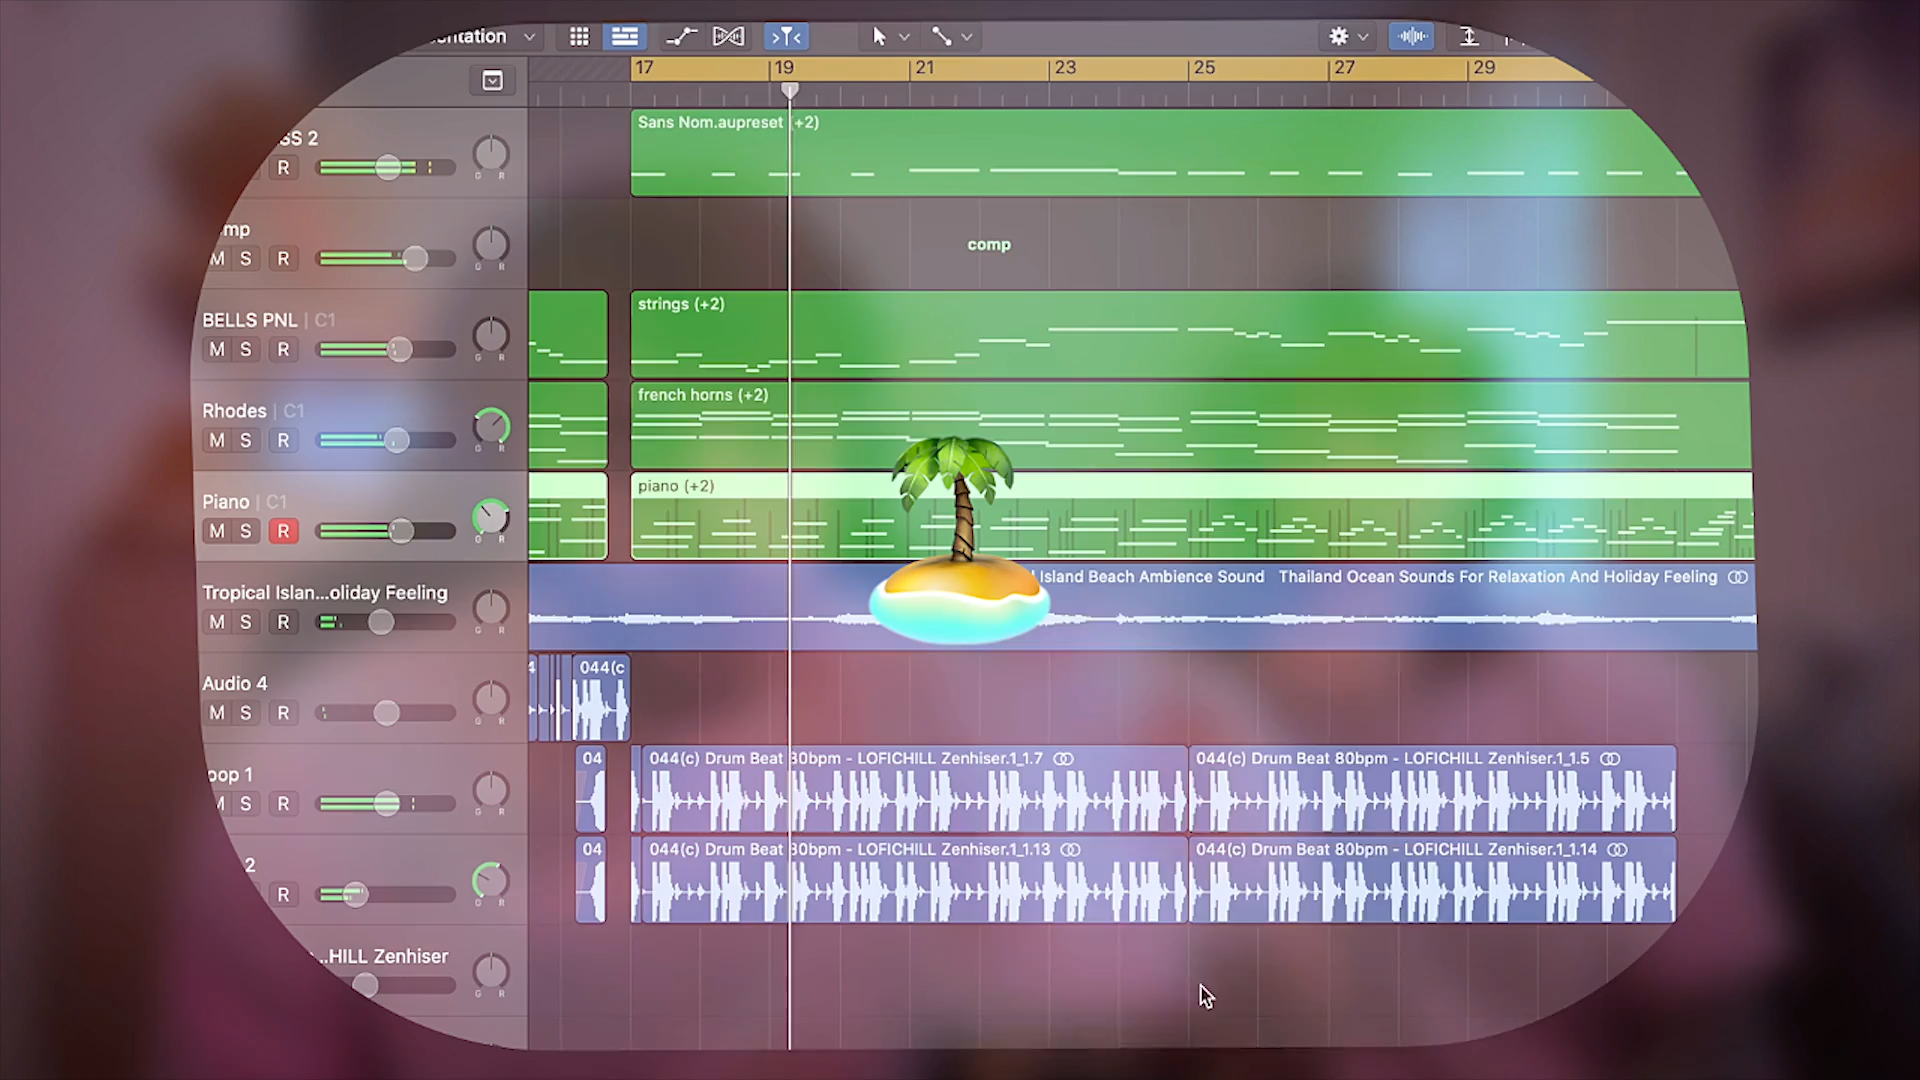 ntation
17 19 21 23 25 27 29
SS 2
R
G R
Sans Nom.aupreset (+2)
mp
M S R
G R
comp
BELLS PNL | C1
M S R
G R
strings (+2)
Rhodes | C1
M S R
G R
french horns (+2)
Piano | C1
M S R
G R
piano (+2)
Tropical Islan...oliday Feeling
M S R
G R
Island Beach Ambience Sound Thailand Ocean Sounds For Relaxation And Holiday Feeling
Audio 4
M S R
G R
4 044(c
oop 1
M S R
G R
04 044(c) Drum Beat 80bpm - LOFICHILL Zenhiser.1_1.7 044(c) Drum Beat 80bpm - LOFICHILL Zenhiser.1_1.5
2
R
G R
04 044(c) Drum Beat 80bpm - LOFICHILL Zenhiser.1_1.13 044(c) Drum Beat 80bpm - LOFICHILL Zenhiser.1_1.14
..HILL Zenhiser
G R